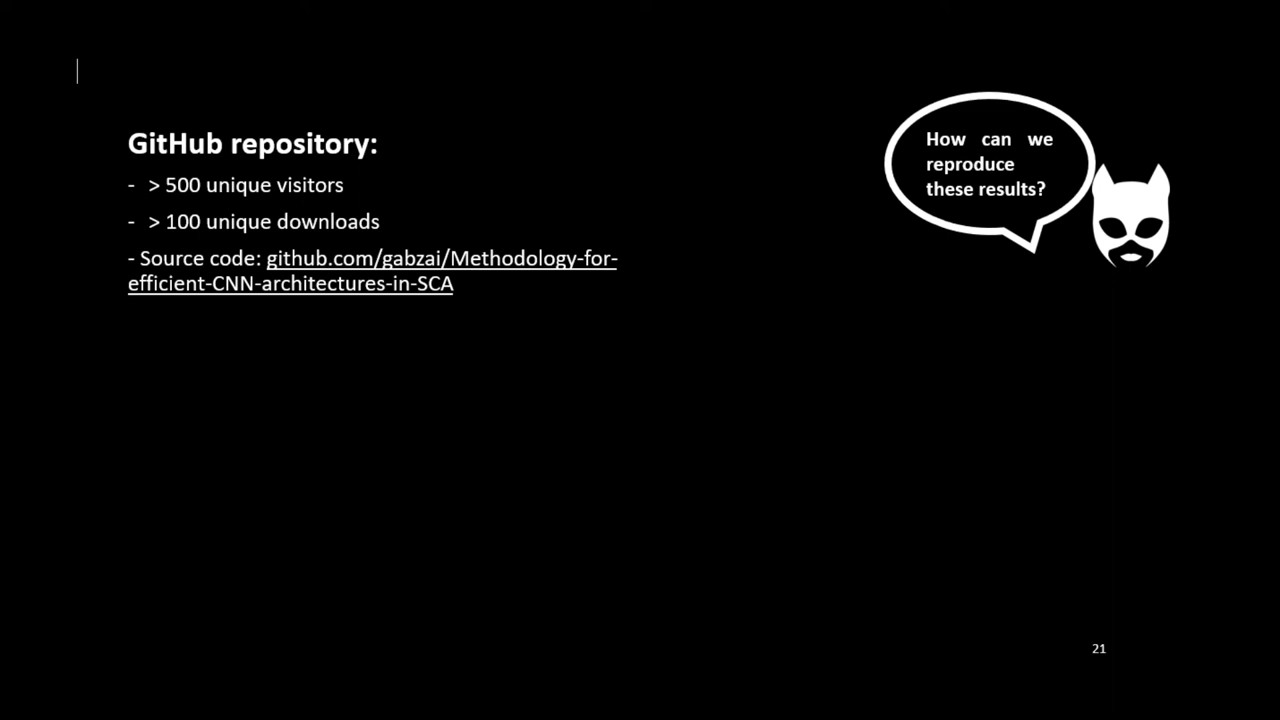 GitHub repository:
- > 500 unique visitors
- > 100 unique downloads
- Source code: github.com/gabzai/Methodology-for-
efficient-CNN-architectures-in-SCA
How can we
reproduce
these results?
21